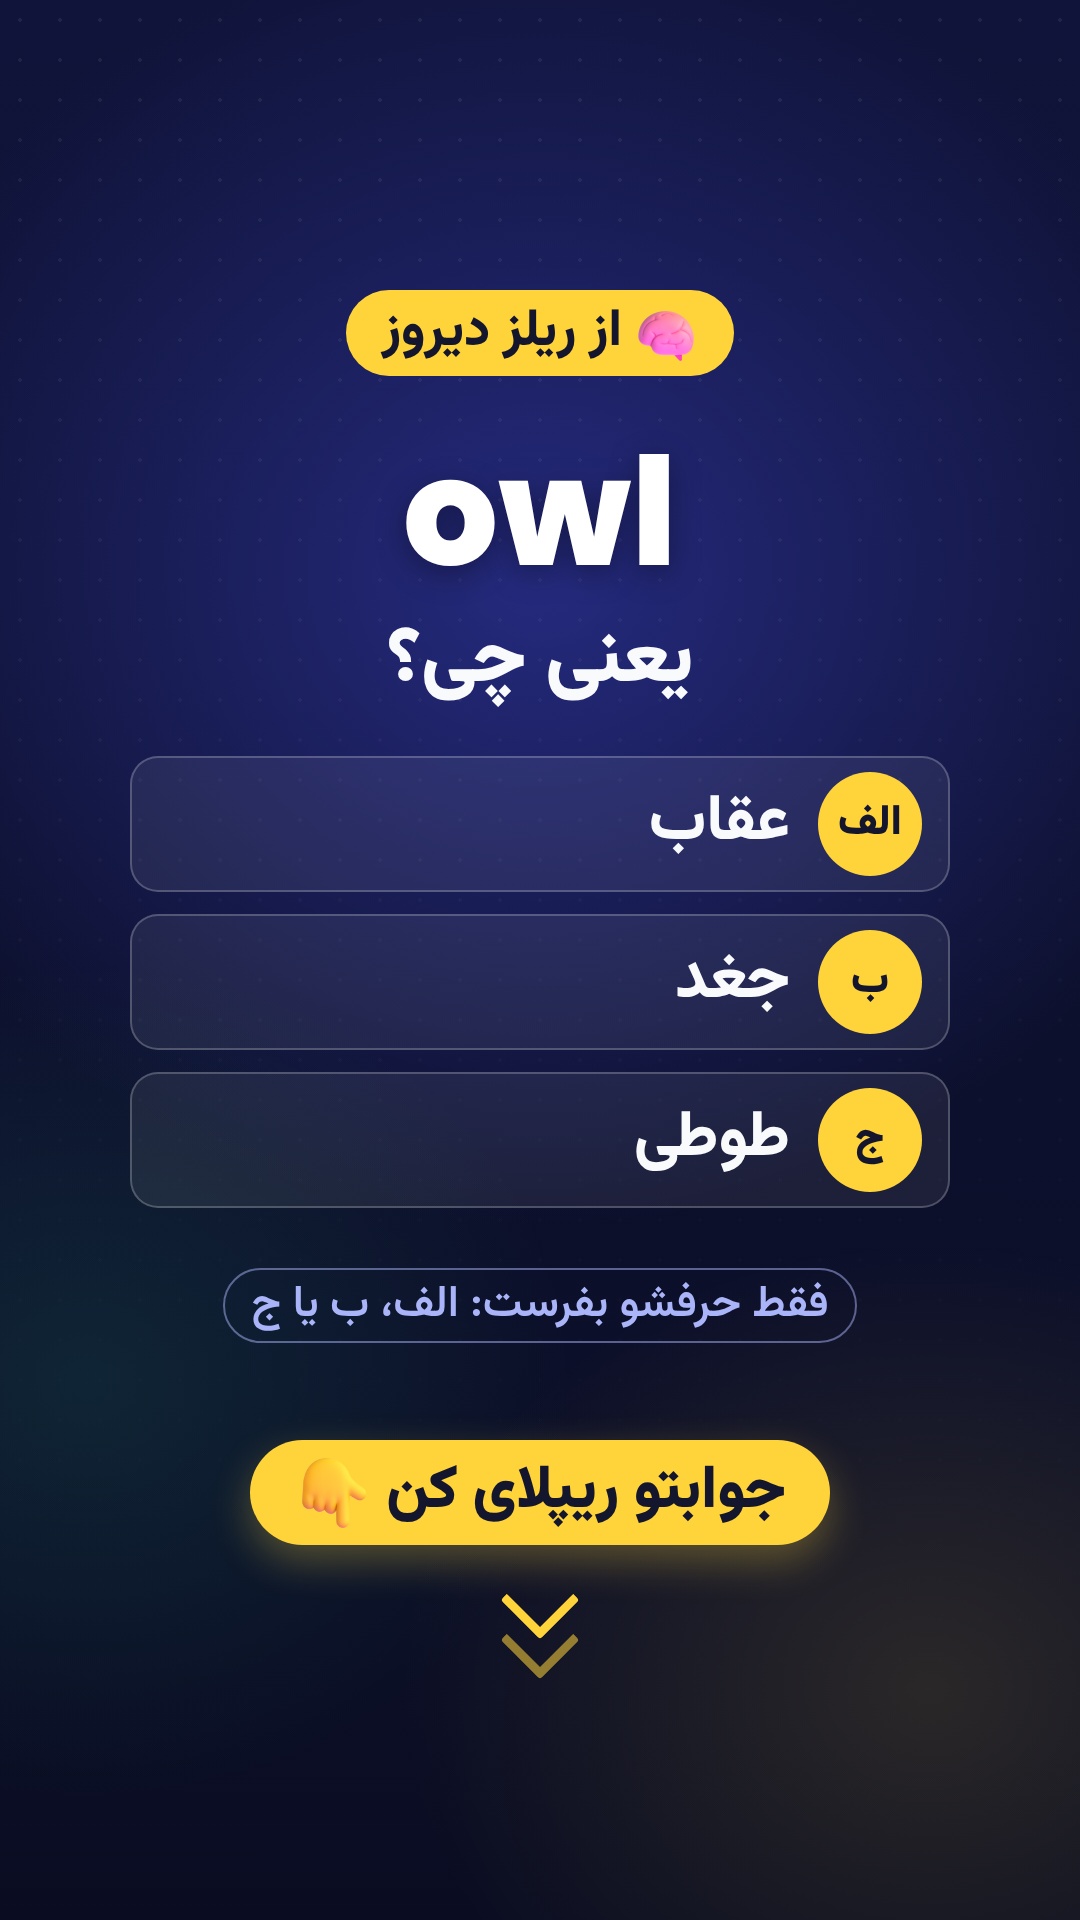 🧠 از ریلز دیروز
owl
یعنی چی؟
الف عقاب
ب جغد
ج طوطی
فقط حرفشو بفرست: الف، ب یا ج
جوابتو ریپلای کن 👇